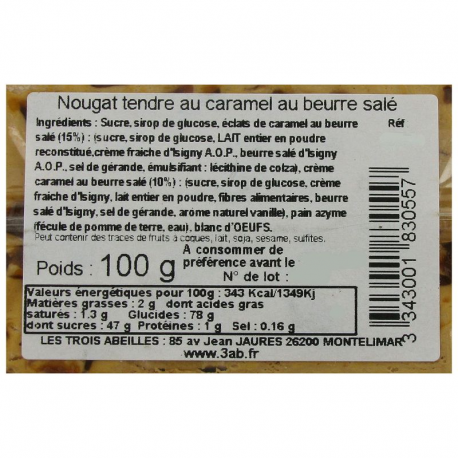 Nougat tendre au caramel au beurre salé
Ingrédients : Sucre, sirop de glucose, éclats de caramel au beurre
Réf
salé (15%) : (sucre, sirop de glucose, LAIT entier en poudre
reconstitué,crème fraiche d'Isigny A.O.P., beurre salé d'Isigny
A.O.P., sel de gérande, émulsifiant : lécithine de colza), crème
caramel au beurre salé (10%) : (sucre, sirop de glucose, crème
fraiche d'Isigny, lait entier en poudre, fibres alimentaires, beurre
salé d'Isigny, sel de gérande, arome naturel vanille), pain azyme
(fécule de pomme de terre, eau), blanc d'OEUFS.
Peut contenir des traces de fruits à coques, lait, soja, sesame, sulfites.
A consommer de
préférence avant le
Poids : 100 g
N° de lot :
Valeurs énergétiques pour 100g : 343 Kcal/1349Kj
Matières grasses : 2 g dont acides gras
saturés : 1.3 g Glucides : 78 g
dont sucres : 47 g Protéines : 1 g Sel : 0.16 g
LES TROIS ABEILLES : 85 av Jean JAURES 26200 MONTELIMAR
www.3ab.fr
3 343001 830557